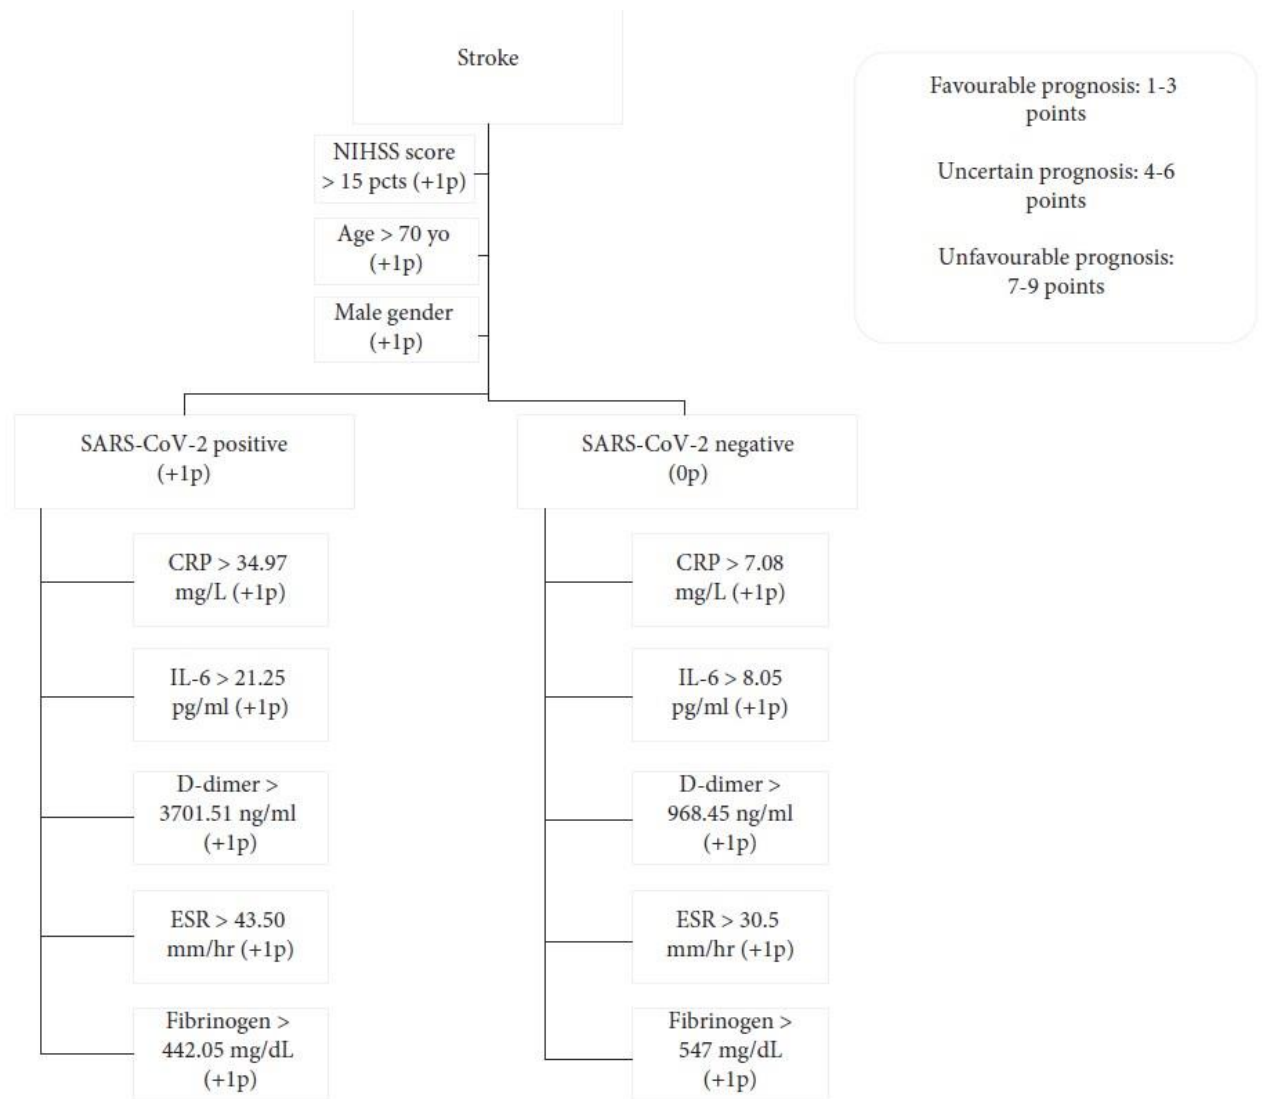 Stroke
NIHSS score
> 15 pcts (+1p)
Age > 70 yo
(+1p)
Male gender
(+1p)
Favourable prognosis: 1-3
points
Uncertain prognosis: 4-6
points
Unfavourable prognosis:
7-9 points
SARS-CoV-2 positive
(+1p)
CRP > 34.97
mg/L (+1p)
IL-6 > 21.25
pg/ml (+1p)
D-dimer >
3701.51 ng/ml
(+1p)
ESR > 43.50
mm/hr (+1p)
Fibrinogen >
442.05 mg/dL
(+1p)
SARS-CoV-2 negative
(0p)
CRP > 7.08
mg/L (+1p)
IL-6 > 8.05
pg/ml (+1p)
D-dimer >
968.45 ng/ml
(+1p)
ESR > 30.5
mm/hr (+1p)
Fibrinogen >
547 mg/dL
(+1p)